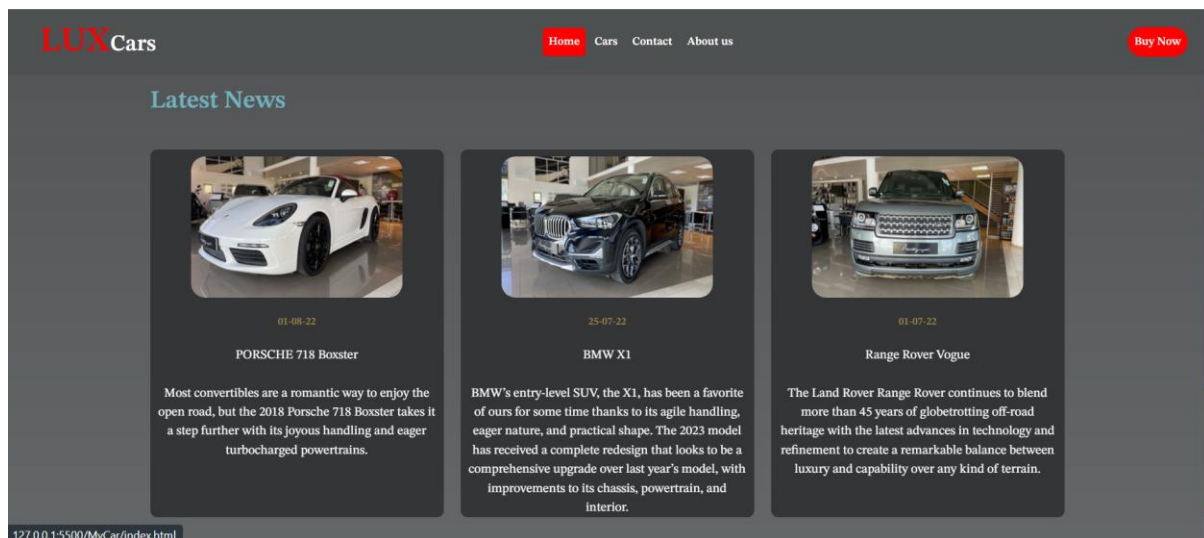 LUXCars
Home Cars Contact About us
Buy Now
Latest News
01-08-22
PORSCHE 718 Boxster
Most convertibles are a romantic way to enjoy the
open road, but the 2018 Porsche 718 Boxster takes it
a step further with its joyous handling and eager
turbocharged powertrains.
25-07-22
BMW X1
BMW’s entry-level SUV, the X1, has been a favorite
of ours for some time thanks to its agile handling,
eager nature, and practical shape. The 2023 model
has received a complete redesign that looks to be a
comprehensive upgrade over last year’s model, with
improvements to its chassis, powertrain, and
interior.
01-07-22
Range Rover Vogue
The Land Rover Range Rover continues to blend
more than 45 years of globetrotting off-road
heritage with the latest advances in technology and
refinement to create a remarkable balance between
luxury and capability over any kind of terrain.
127.0.0.1:5500/MyCar/index.html